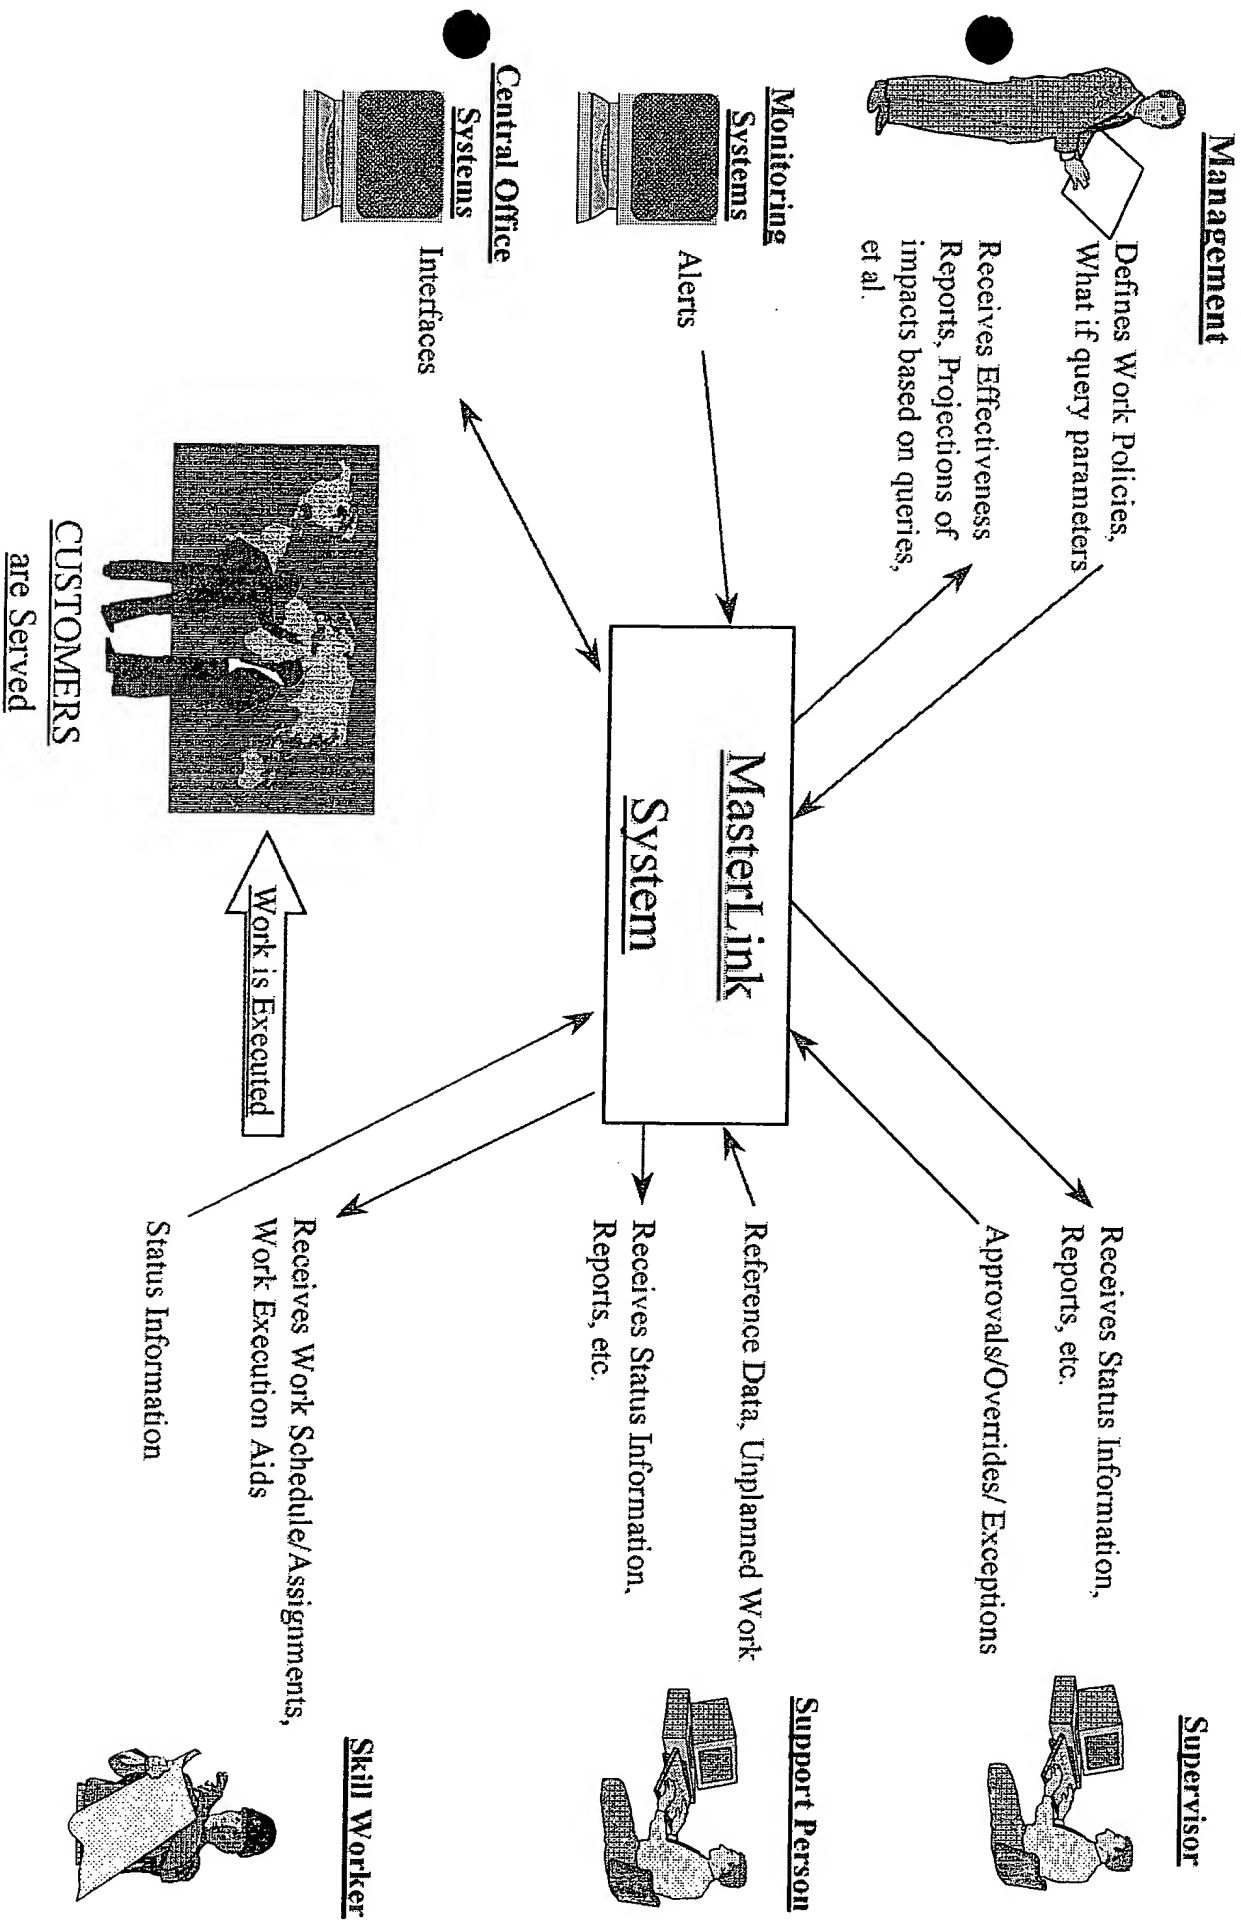 Management
Defines Work Policies,
What if query parameters
Receives Effectiveness
Reports, Projections of
impacts based on queries,
et al.
Monitoring
Systems
Alerts
Central Office
Systems
Interfaces
MasterLink
System
Supervisor
Receives Status Information,
Reports, etc.
Approvals/Overrides/ Exceptions
Support Person
Reference Data, Unplanned Work
Receives Status Information,
Reports, etc.
Skill Worker
Receives Work Schedule/Assignments,
Work Execution Aids
Status Information
Work is Executed
CUSTOMERS
are Served